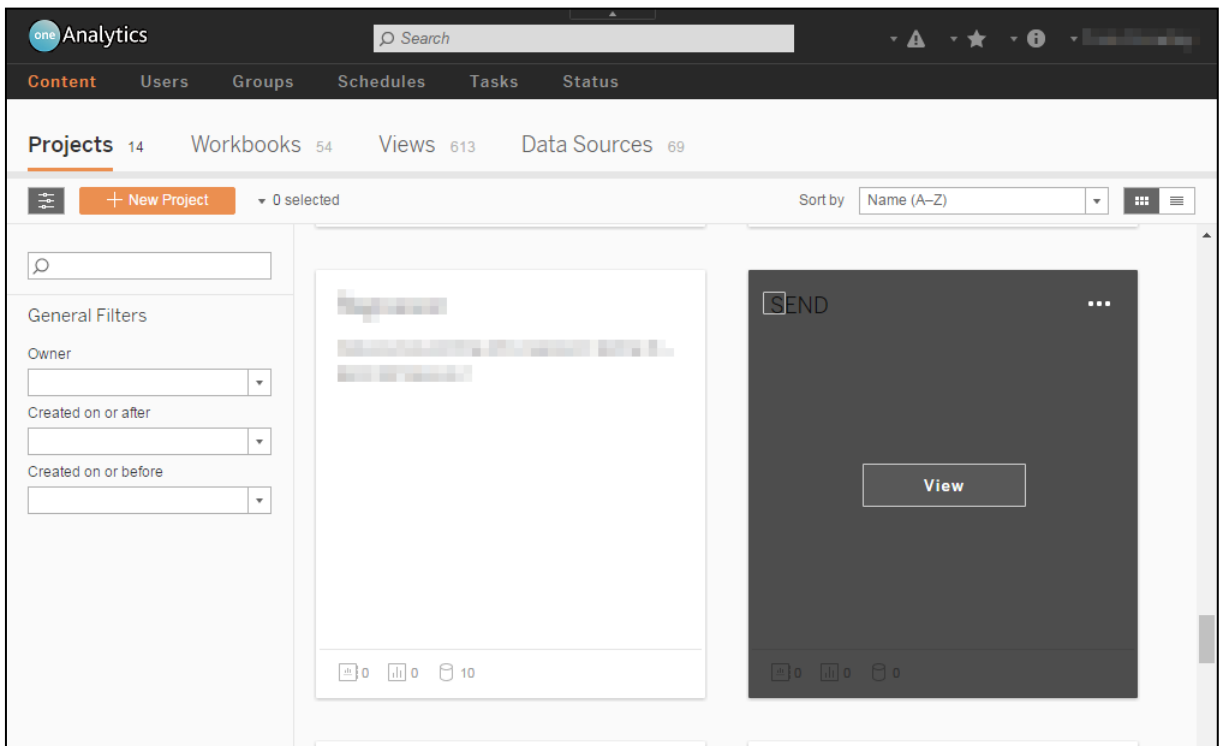 one Analytics
Search
Content Users Groups Schedules Tasks Status
Projects 14 Workbooks 54 Views 613 Data Sources 69
+ New Project 0 selected Sort by Name (A–Z)
General Filters
Owner
Created on or after
Created on or before
SEND
View
0 0 10
0 0 0